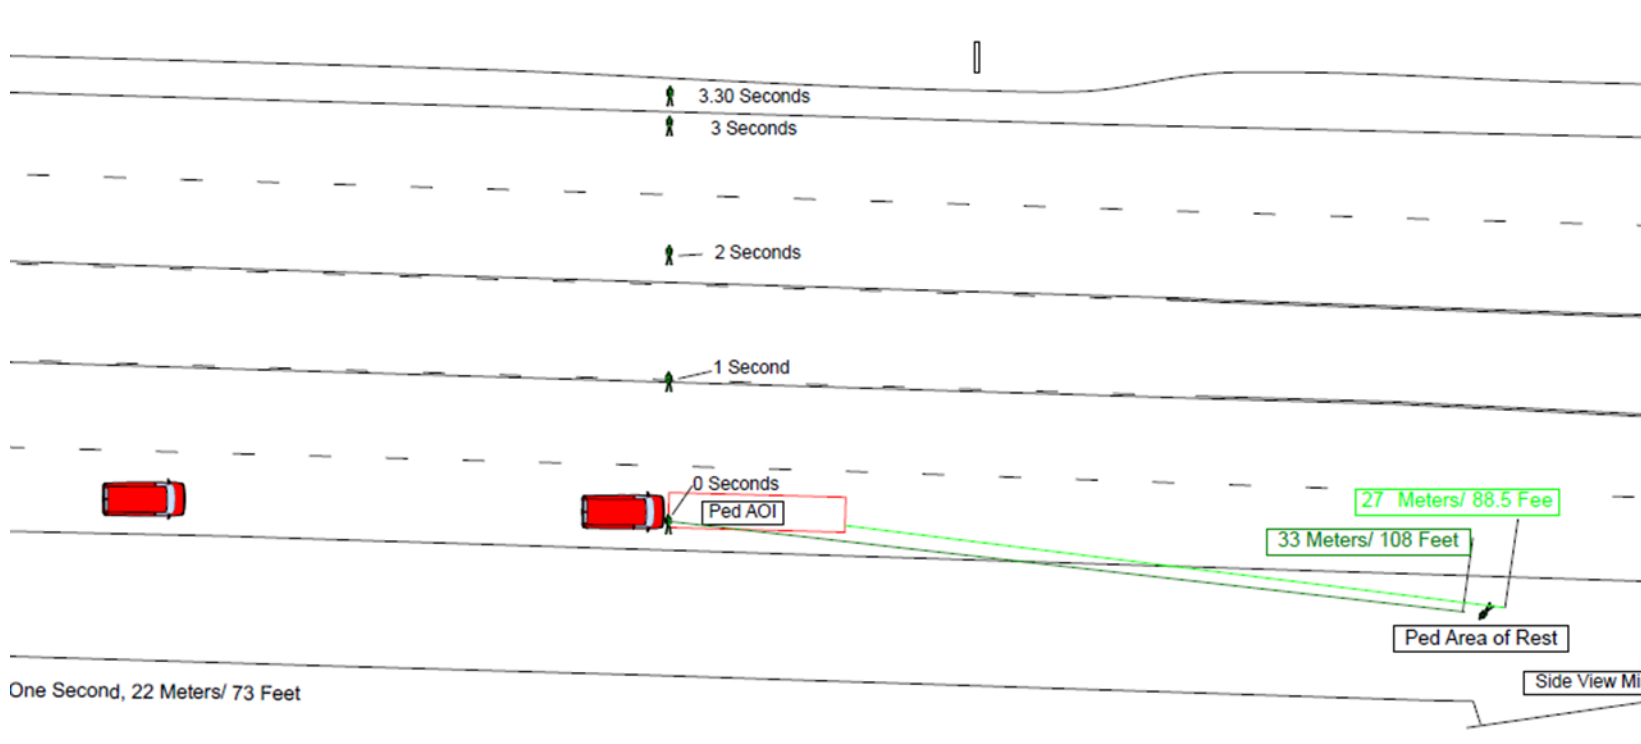 3.30 Seconds
3 Seconds
2 Seconds
1 Second
0 Seconds
Ped AOI
27 Meters/ 88.5 Fee
33 Meters/ 108 Feet
Ped Area of Rest
Side View Mi
One Second, 22 Meters/ 73 Feet